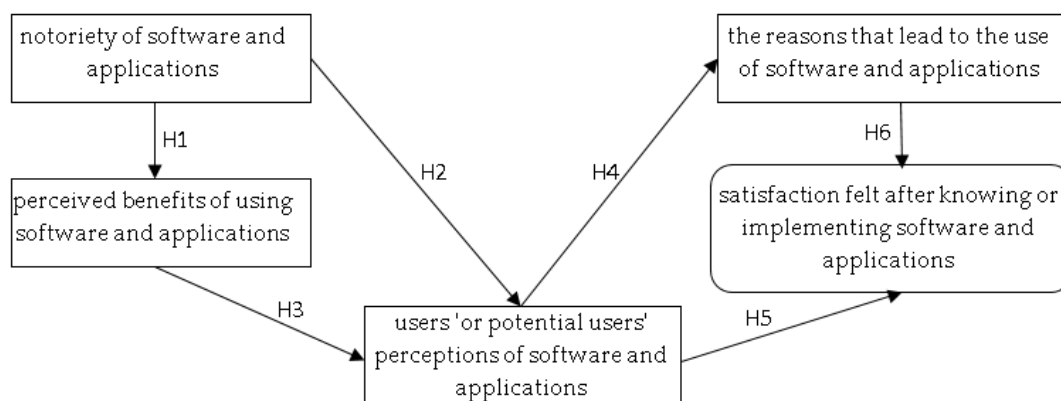 notoriety of software and
applications
the reasons that lead to the use
of software and applications
H1
H2
H4
H6
perceived benefits of using
software and applications
satisfaction felt after knowing or
implementing software and
applications
H3
H5
users 'or potential users'
perceptions of software and
applications